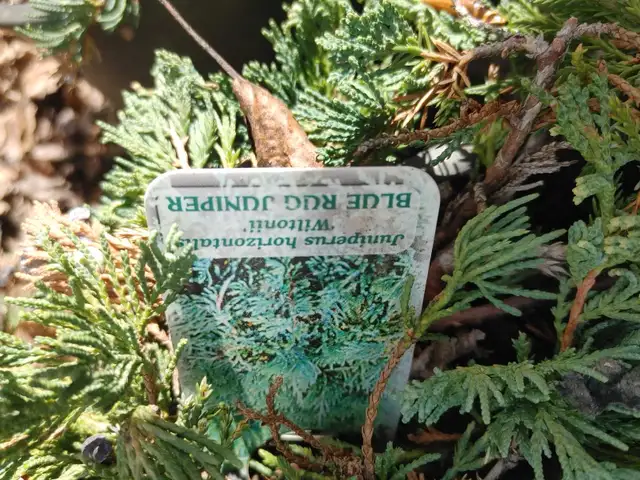 BLUE RUG JUNIPER
Juniperus horizontalis
'Wiltonii'